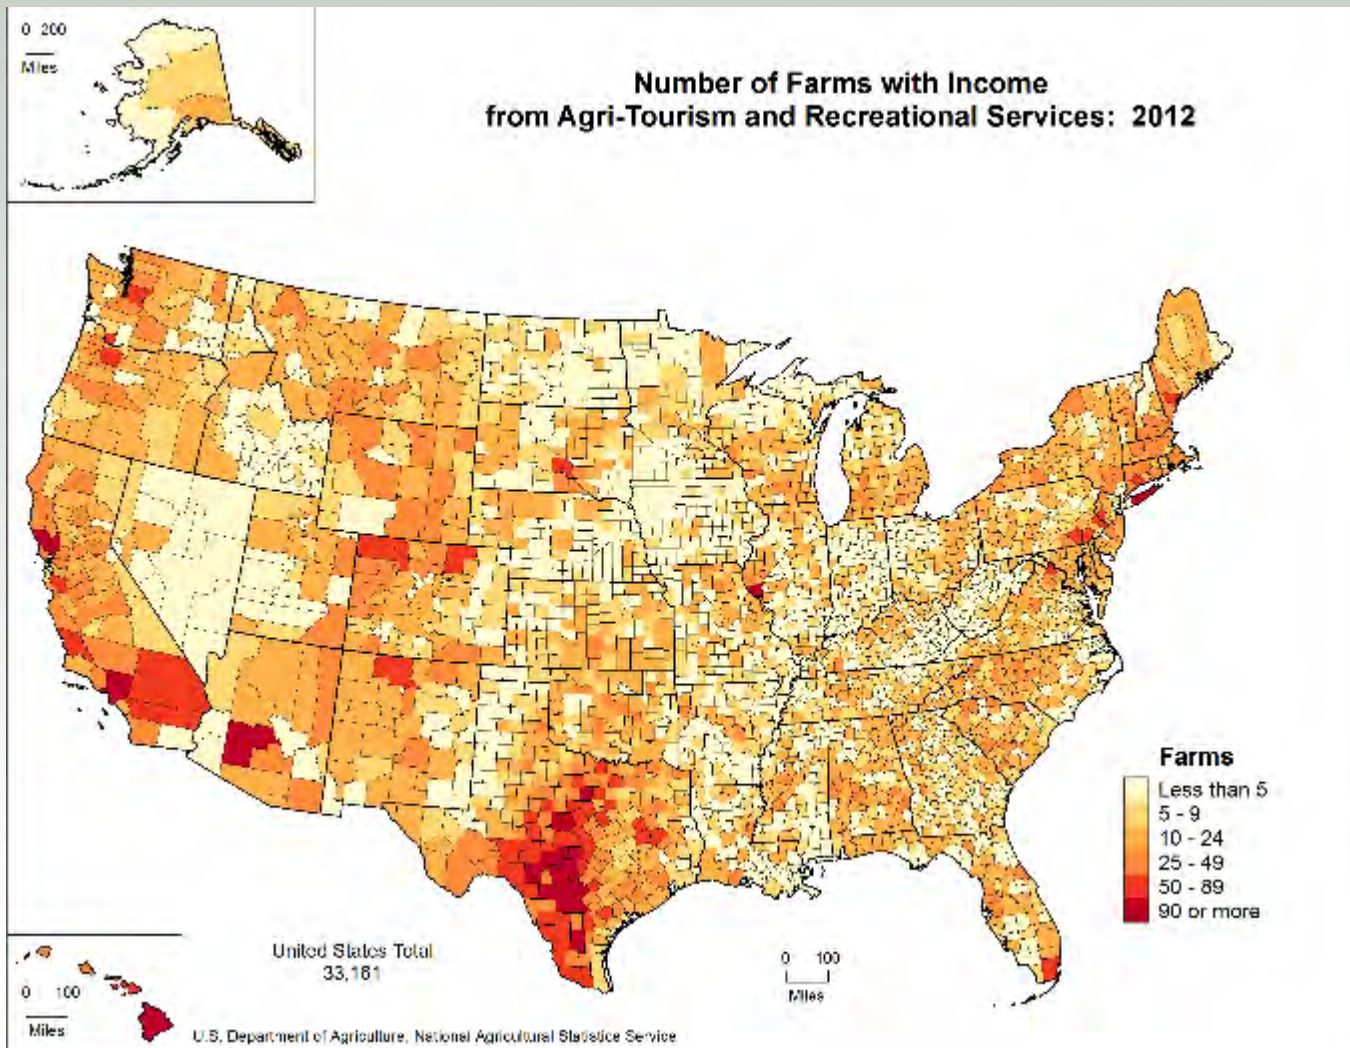 0 200
Miles
Number of Farms with Income
from Agri-Tourism and Recreational Services: 2012
Farms
Less than 5
5 - 9
10 - 24
25 - 49
50 - 89
90 or more
United States Total
33,161
0 100
Miles
0 100
Miles
U.S. Department of Agriculture, National Agricultural Statistics Service